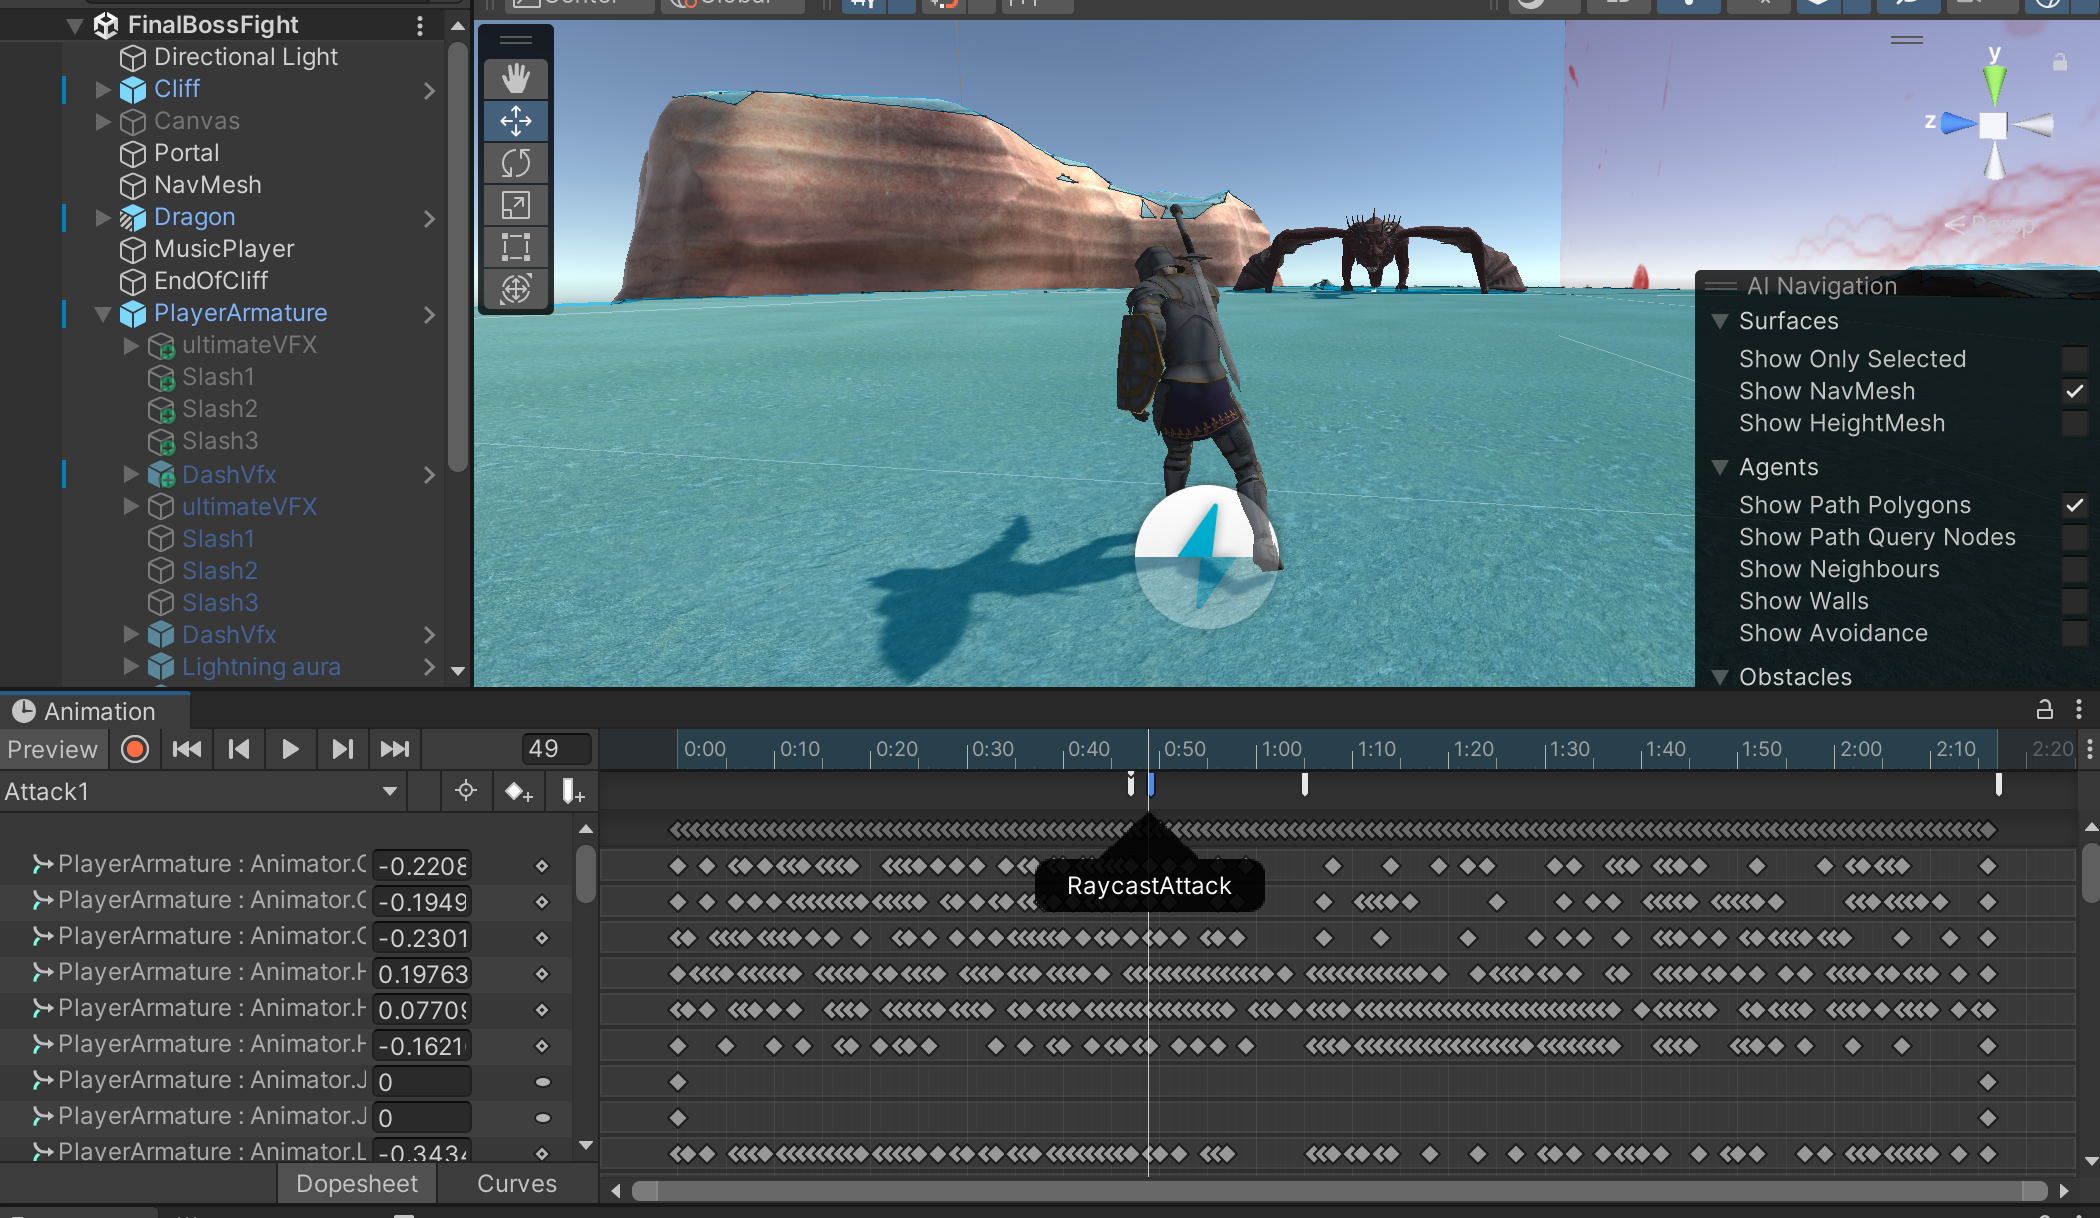 Center
Global
FinalBossFight
Directional Light
Cliff
Canvas
Portal
NavMesh
Dragon
MusicPlayer
EndOfCliff
PlayerArmature
ultimateVFX
Slash1
Slash2
Slash3
DashVfx
ultimateVFX
Slash1
Slash2
Slash3
DashVfx
Lightning aura
y
z
Persp
AI Navigation
Surfaces
Show Only Selected
Show NavMesh
Show HeightMesh
Agents
Show Path Polygons
Show Path Query Nodes
Show Neighbours
Show Walls
Show Avoidance
Obstacles
Animation
Preview 49 0:00 0:10 0:20 0:30 0:40 0:50 1:00 1:10 1:20 1:30 1:40 1:50 2:00 2:10 2:20
Attack1
RaycastAttack
PlayerArmature : Animator. -0.2208
PlayerArmature : Animator. -0.1949
PlayerArmature : Animator. -0.2301
PlayerArmature : Animator. 0.19763
PlayerArmature : Animator. 0.0770
PlayerArmature : Animator. -0.1621
PlayerArmature : Animator.J 0
PlayerArmature : Animator.J 0
PlayerArmature : Animator.L -0.3434
Dopesheet Curves